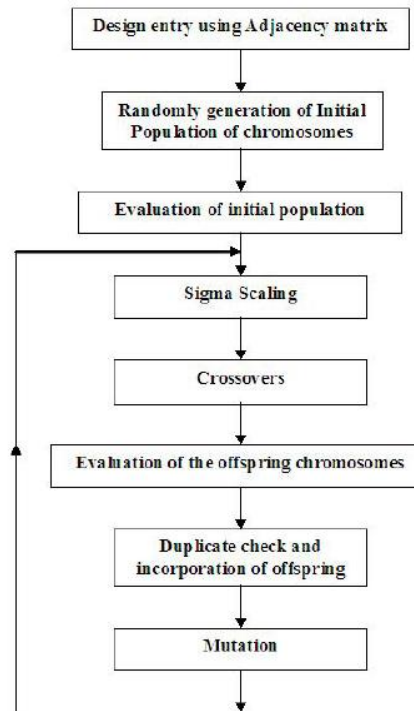 Design entry using Adjacency matrix
Randomly generation of Initial
Population of chromosomes
Evaluation of initial population
Sigma Scaling
Crossovers
Evaluation of the offspring chromosomes
Duplicate check and
incorporation of offspring
Mutation